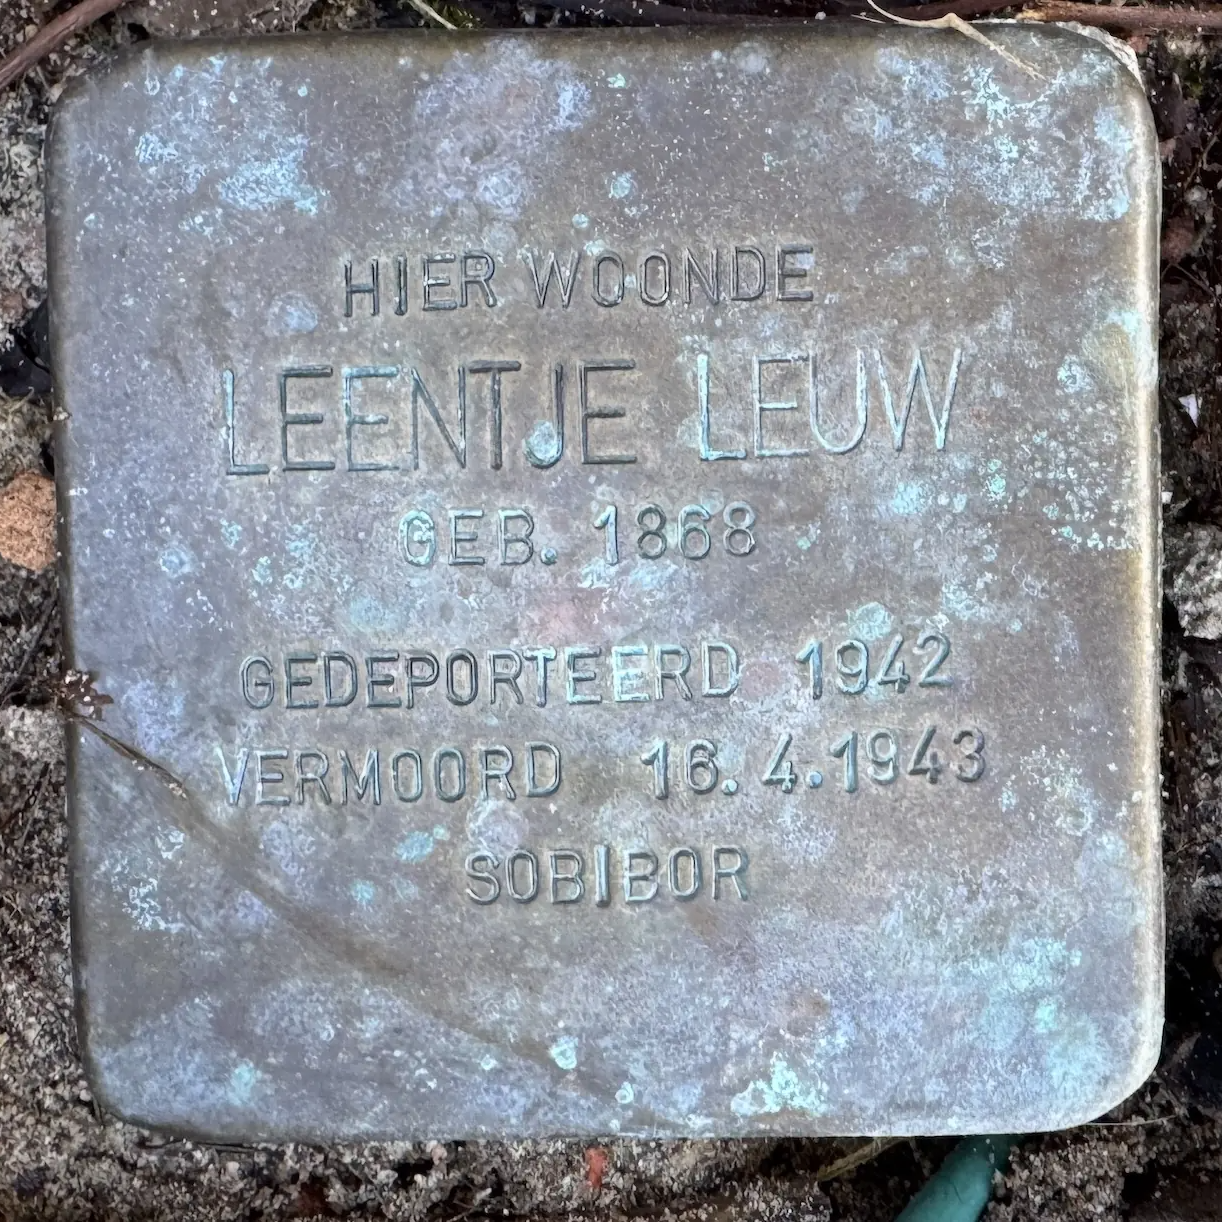 HIER WOONDE
LEENTJE LEUW
GEB. 1868
GEDEPORTEERD 1942
VERMOORD 16.4.1943
SOBIBOR